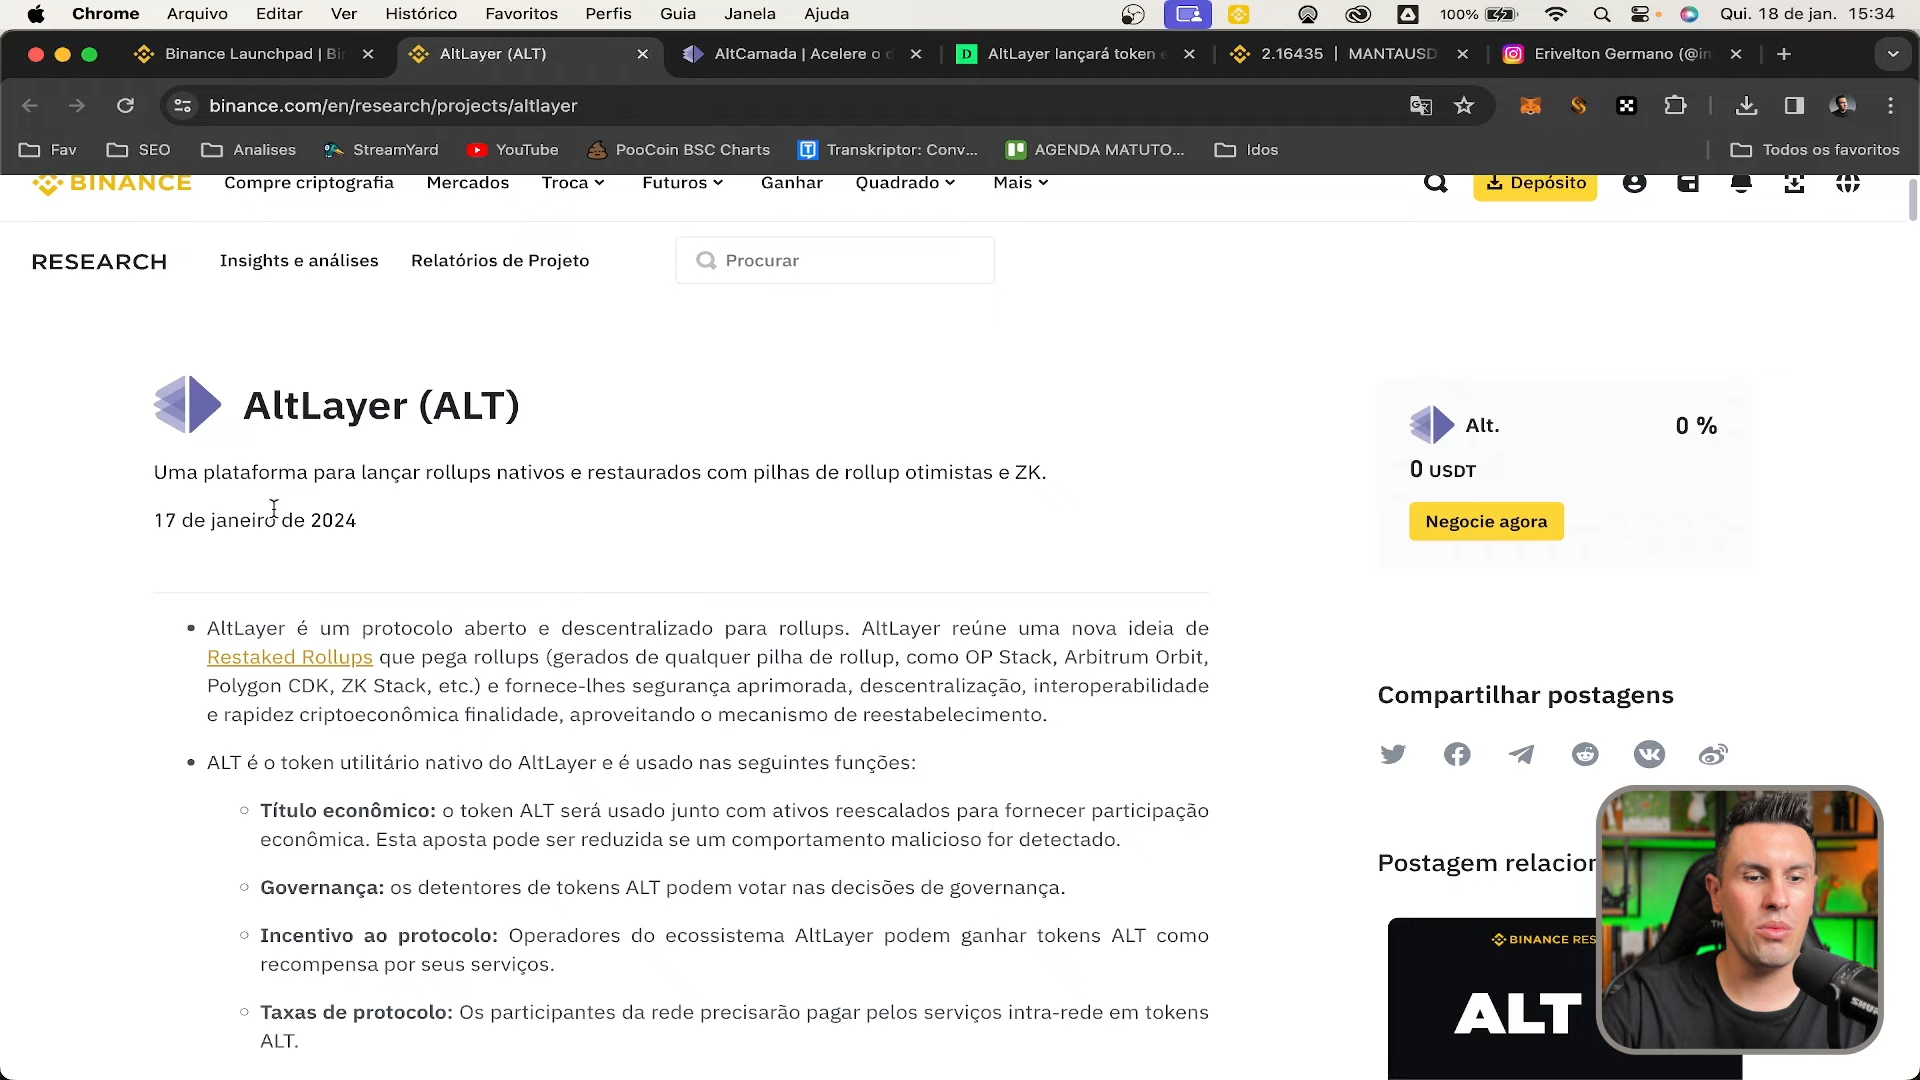 Chrome Arquivo Editar Ver Histórico Favoritos Perfis Guia Janela Ajuda 100% Qui. 18 de jan. 15:34
Binance Launchpad | Bi AltLayer (ALT) AltCamada | Acelere o d AltLayer lançará token e 2.16435 | MANTAUSD Erivelton Germano (@in
binance.com/en/research/projects/altlayer
Fav SEO Analises StreamYard YouTube PooCoin BSC Charts Transkriptor: Conv... AGENDA MATUTO... Idos Todos os favoritos
BINANCE Compre criptografia Mercados Troca Futuros Ganhar Quadrado Mais Depósito
RESEARCH Insights e análises Relatórios de Projeto Procurar
AltLayer (ALT)
Uma plataforma para lançar rollups nativos e restaurados com pilhas de rollup otimistas e ZK.
17 de janeiro de 2024
Alt. 0 %
0 USDT
Negocie agora
• AltLayer é um protocolo aberto e descentralizado para rollups. AltLayer reúne uma nova ideia de
Restaked Rollups que pega rollups (gerados de qualquer pilha de rollup, como OP Stack, Arbitrum Orbit,
Polygon CDK, ZK Stack, etc.) e fornece-lhes segurança aprimorada, descentralização, interoperabilidade
e rapidez criptoeconômica finalidade, aproveitando o mecanismo de reestabelecimento.
• ALT é o token utilitário nativo do AltLayer e é usado nas seguintes funções:
○ Título econômico: o token ALT será usado junto com ativos reescalados para fornecer participação
econômica. Esta aposta pode ser reduzida se um comportamento malicioso for detectado.
○ Governança: os detentores de tokens ALT podem votar nas decisões de governança.
○ Incentivo ao protocolo: Operadores do ecossistema AltLayer podem ganhar tokens ALT como
recompensa por seus serviços.
○ Taxas de protocolo: Os participantes da rede precisarão pagar pelos serviços intra-rede em tokens
ALT.
Compartilhar postagens
Postagem relacion
BINANCE RES
ALT